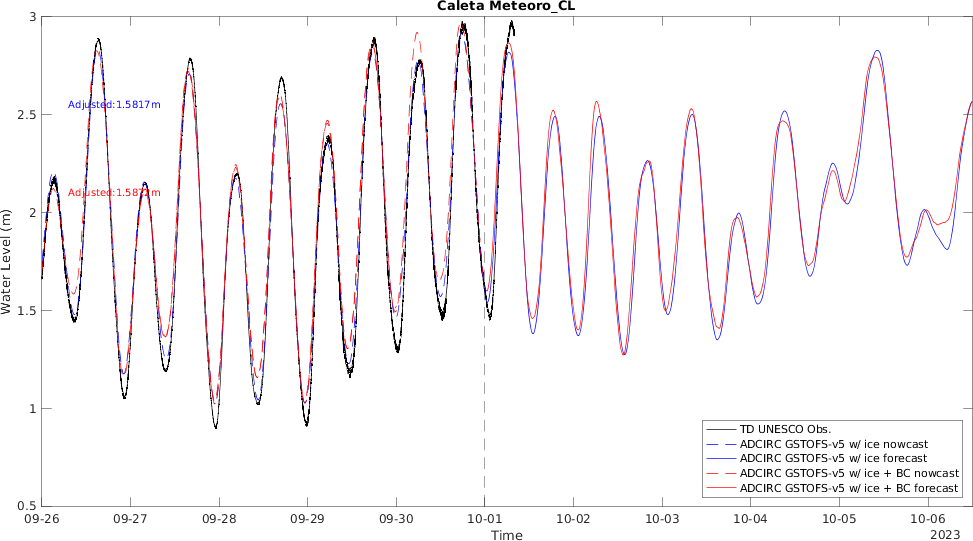 Caleta Meteoro_CL
3
2.5
2
1.5
1
0.5
Water Level (m)
Adjusted:1.5817m
Adjusted:1.5872m
TD UNESCO Obs.
ADCIRC GSTOFS-v5 w/ ice nowcast
ADCIRC GSTOFS-v5 w/ ice forecast
ADCIRC GSTOFS-v5 w/ ice + BC nowcast
ADCIRC GSTOFS-v5 w/ ice + BC forecast
09-26 09-27 09-28 09-29 09-30 10-01 10-02 10-03 10-04 10-05 10-06
Time 2023